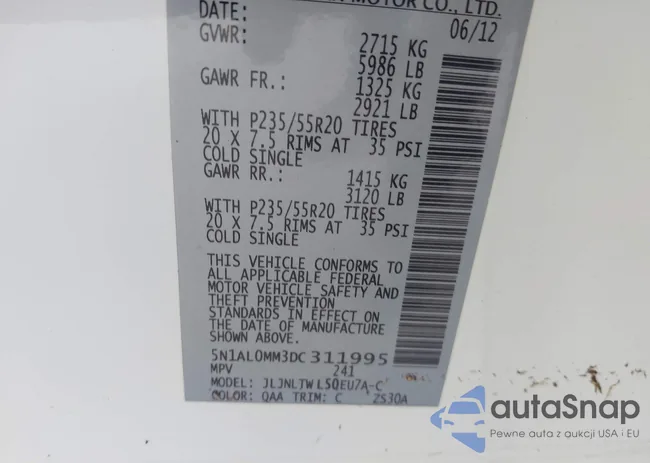 MOTOR CO., LTD.
DATE: 06/12
GVWR: 2715 KG
5986 LB
GAWR FR.: 1325 KG
2921 LB
WITH P235/55R20 TIRES
20 X 7.5 RIMS AT 35 PSI
COLD SINGLE
GAWR RR.: 1415 KG
3120 LB
WITH P235/55R20 TIRES
20 X 7.5 RIMS AT 35 PSI
COLD SINGLE
THIS VEHICLE CONFORMS TO
ALL APPLICABLE FEDERAL
MOTOR VEHICLE SAFETY AND
THEFT PREVENTION
STANDARDS IN EFFECT ON
THE DATE OF MANUFACTURE
SHOWN ABOVE.
5N1AL0MM3DC311995
MPV 241
MODEL: JLJNLTWL50EU7A-C
COLOR: QAA TRIM: C ZS30A
autaSnap
Pewne auta z aukcji USA i EU